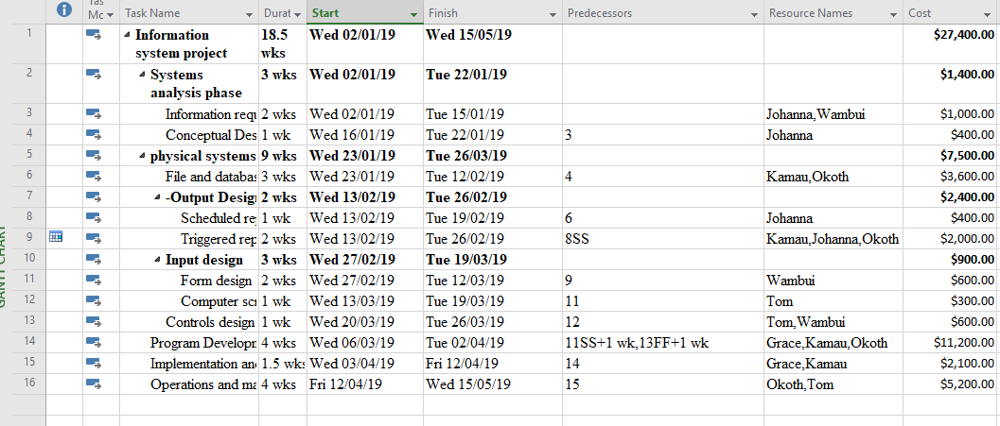 Tas
Mo Task Name Durat Start Finish Predecessors Resource Names Cost
1 Information system project 18.5 wks Wed 02/01/19 Wed 15/05/19 $27,400.00
2 Systems analysis phase 3 wks Wed 02/01/19 Tue 22/01/19 $1,400.00
3 Information requ 2 wks Wed 02/01/19 Tue 15/01/19 Johanna,Wambui $1,000.00
4 Conceptual Des 1 wk Wed 16/01/19 Tue 22/01/19 3 Johanna $400.00
5 physical systems 9 wks Wed 23/01/19 Tue 26/03/19 $7,500.00
6 File and databas 3 wks Wed 23/01/19 Tue 12/02/19 4 Kamau,Okoth $3,600.00
7 -Output Design 2 wks Wed 13/02/19 Tue 26/02/19 $2,400.00
8 Scheduled re 1 wk Wed 13/02/19 Tue 19/02/19 6 Johanna $400.00
9 Triggered rep 2 wks Wed 13/02/19 Tue 26/02/19 8SS Kamau,Johanna,Okoth $2,000.00
10 Input design 3 wks Wed 27/02/19 Tue 19/03/19 $900.00
11 Form design 2 wks Wed 27/02/19 Tue 12/03/19 9 Wambui $600.00
12 Computer scr 1 wk Wed 13/03/19 Tue 19/03/19 11 Tom $300.00
13 Controls design 1 wk Wed 20/03/19 Tue 26/03/19 12 Tom,Wambui $600.00
14 Program Developm 4 wks Wed 06/03/19 Tue 02/04/19 11SS+1 wk,13FF+1 wk Grace,Kamau,Okoth $11,200.00
15 Implementation and 1.5 wks Wed 03/04/19 Fri 12/04/19 14 Grace,Kamau $2,100.00
16 Operations and ma 4 wks Fri 12/04/19 Wed 15/05/19 15 Okoth,Tom $5,200.00
GANTT CHART